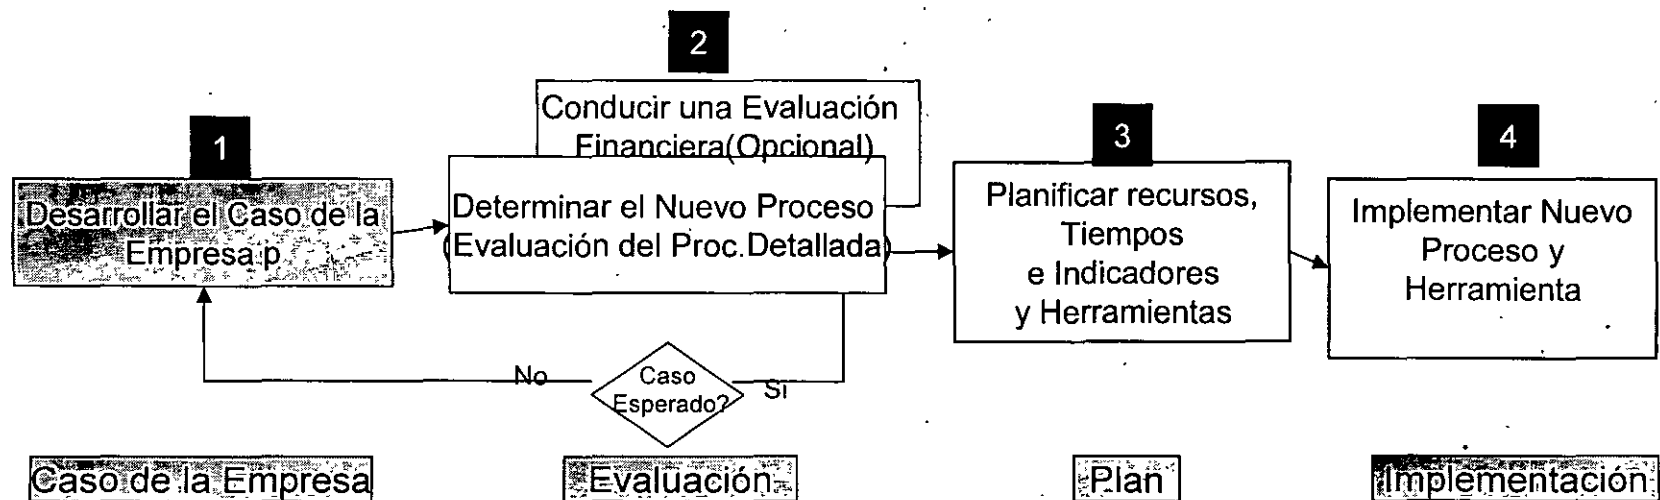 1
Desarrollar el Caso de la
Empresa p
2
Conducir una Evaluación
Financiera(Opcional)
Determinar el Nuevo Proceso
(Evaluación del Proc.Detallada)
3
Planificar recursos,
Tiempos
e Indicadores
y Herramientas
4
Implementar Nuevo
Proceso y
Herramienta
No
Caso
Esperado?
Si
Caso de la Empresa
Evaluación
Plan
Implementación